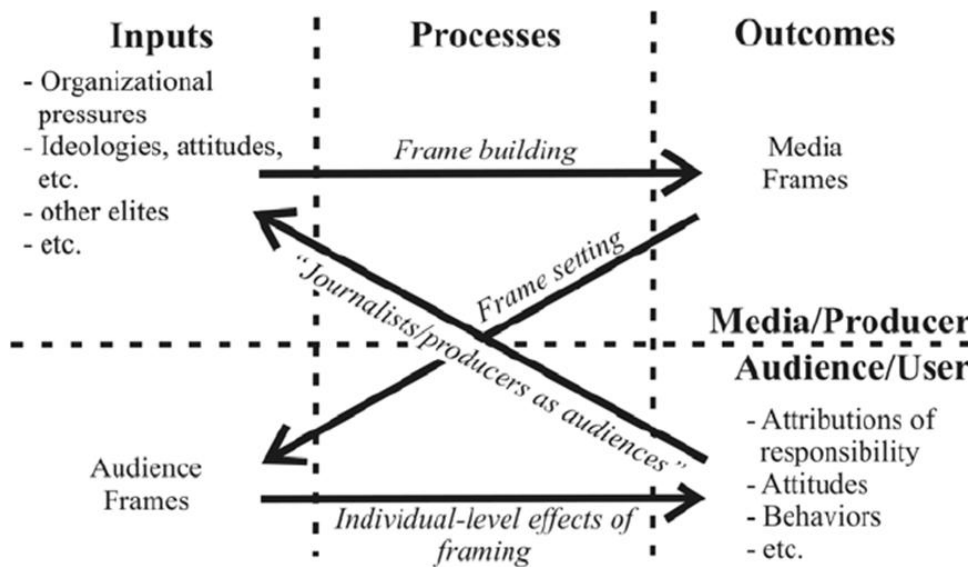 Inputs
Processes
Outcomes
- Organizational
pressures
- Ideologies, attitudes,
etc.
- other elites
- etc.
Frame building
Media
Frames
Frame setting
"Journalists/producers as audiences"
Media/Producer
Audience/User
Audience
Frames
Individual-level effects of
framing
- Attributions of
responsibility
- Attitudes
- Behaviors
- etc.